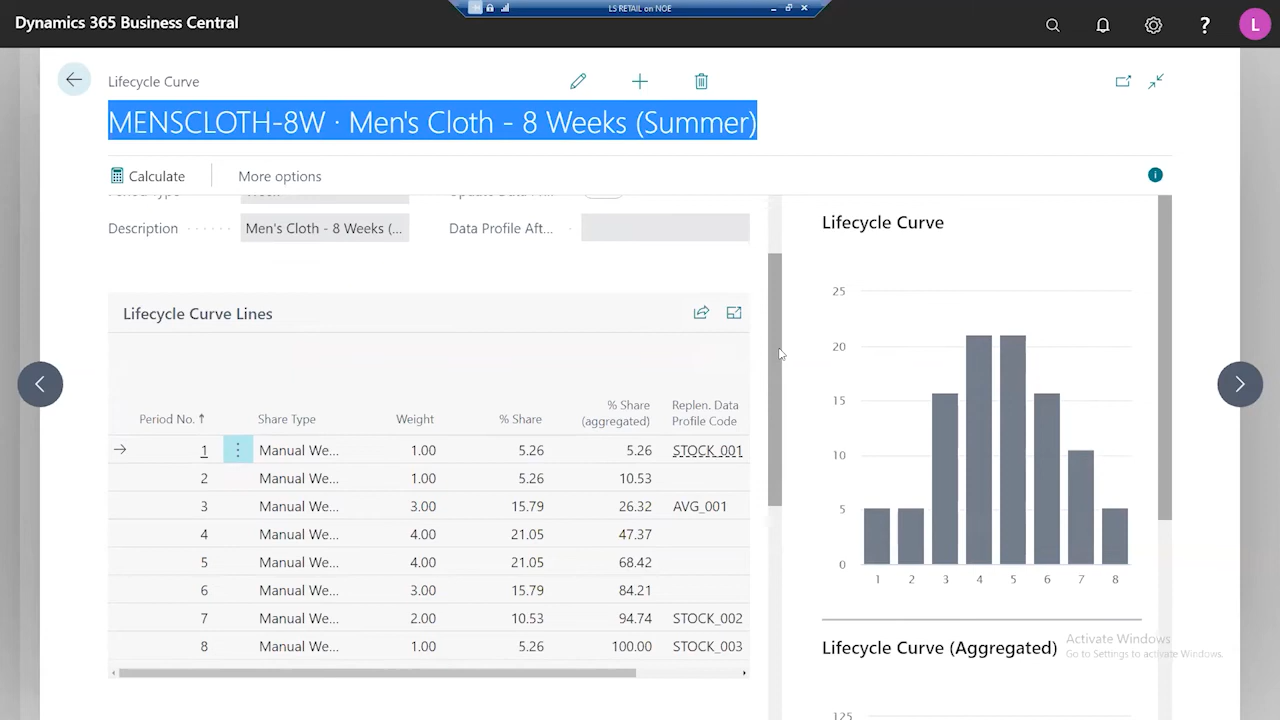 LS RETAIL on NOE
Dynamics 365 Business Central
?
L
Lifecycle Curve
MENSCLOTH-8W · Men's Cloth - 8 Weeks (Summer)
Calculate
More options
Description
Men's Cloth - 8 Weeks (...
Data Profile Aft...
Lifecycle Curve Lines
Period No. ↑ Share Type Weight % Share % Share (aggregated) Replen. Data Profile Code
→ 1 Manual We... 1.00 5.26 5.26 STOCK_001
2 Manual We... 1.00 5.26 10.53
3 Manual We... 3.00 15.79 26.32 AVG_001
4 Manual We... 4.00 21.05 47.37
5 Manual We... 4.00 21.05 68.42
6 Manual We... 3.00 15.79 84.21
7 Manual We... 2.00 10.53 94.74 STOCK_002
8 Manual We... 1.00 5.26 100.00 STOCK_003
Lifecycle Curve
25
20
15
10
5
0
1 2 3 4 5 6 7 8
Lifecycle Curve (Aggregated)
125
Activate Windows
Go to Settings to activate Windows.